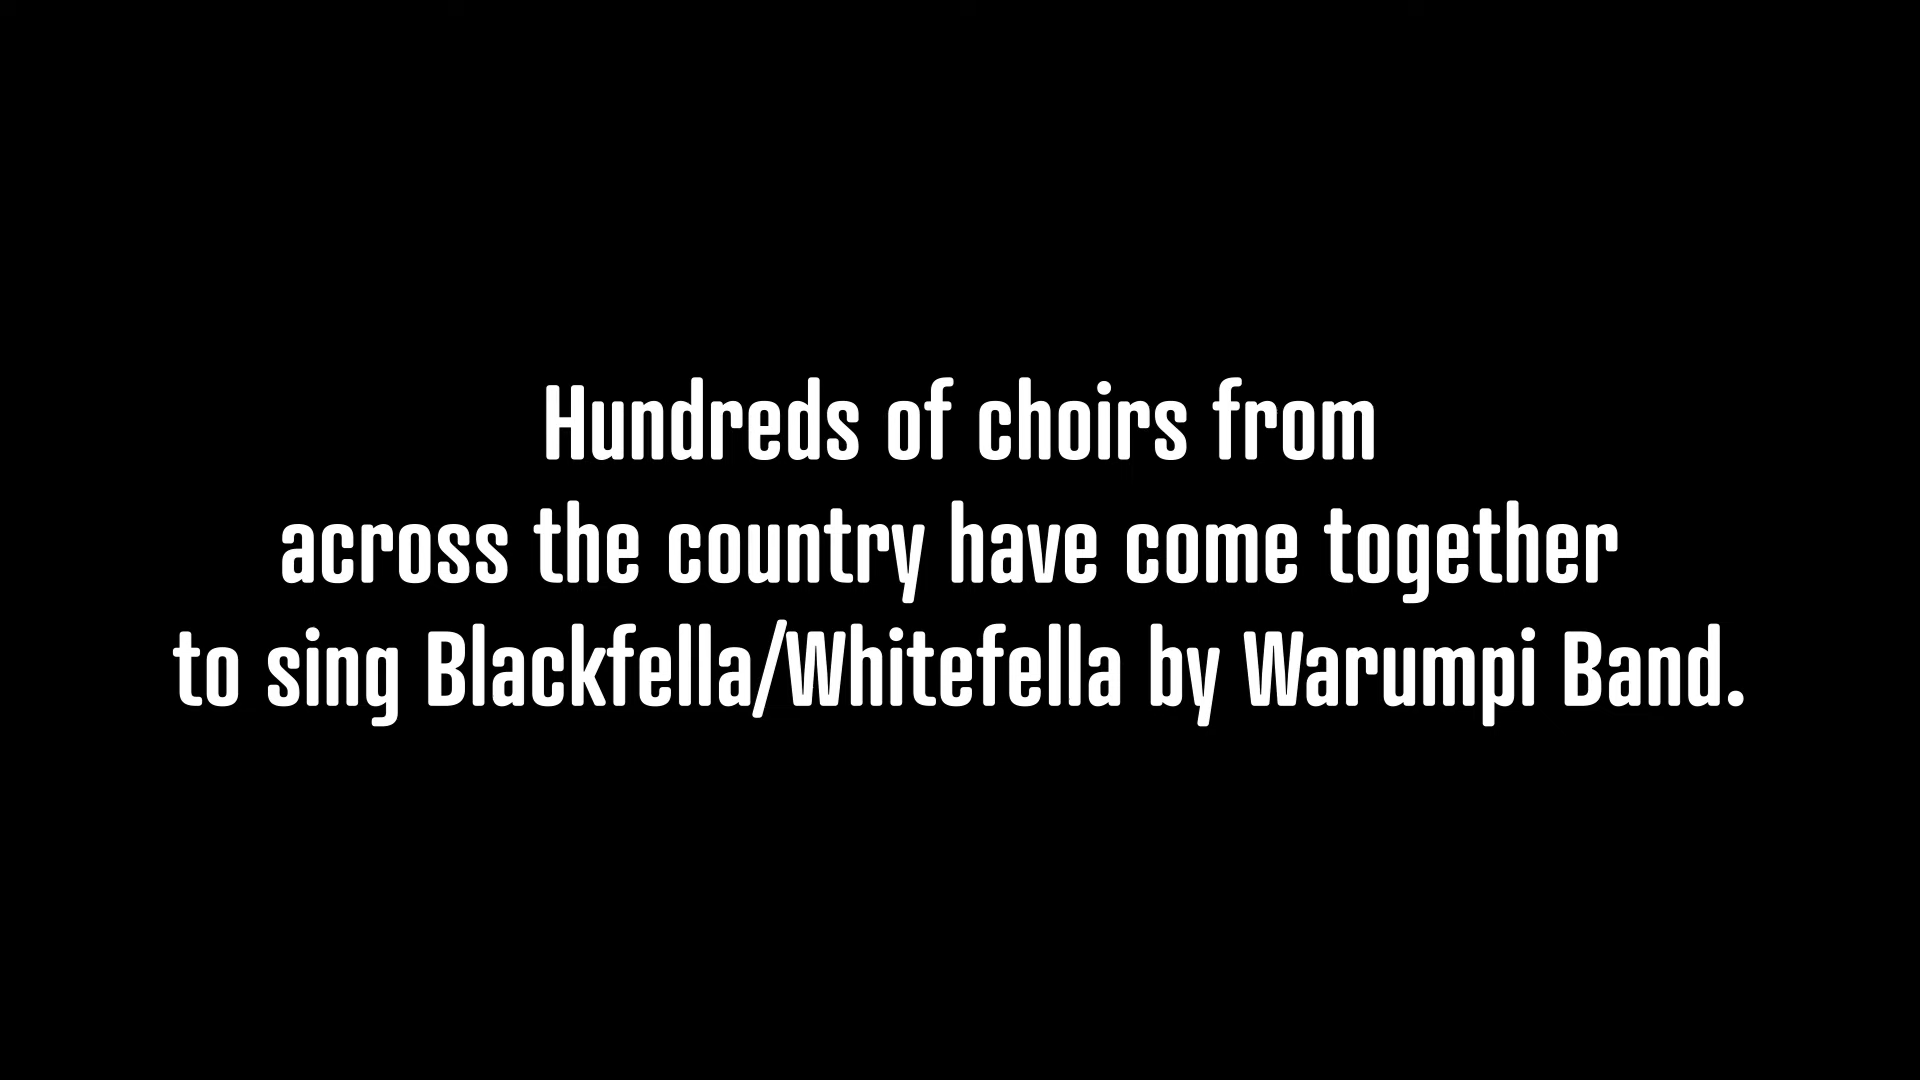 Hundreds of choirs from
across the country have come together
to sing Blackfella/Whitefella by Warumpi Band.